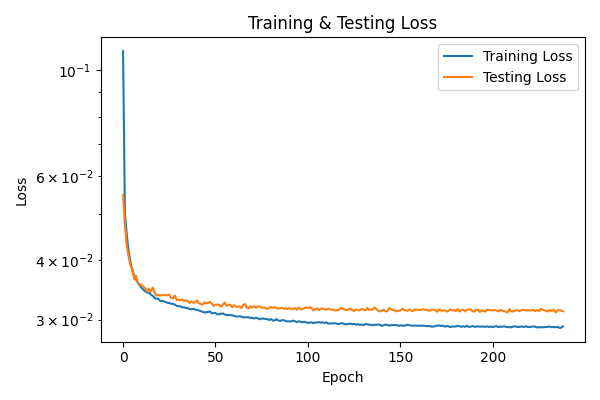 Training & Testing Loss
Training Loss
Testing Loss
10⁻¹
6 × 10⁻²
4 × 10⁻²
3 × 10⁻²
Loss
0
50
100
150
200
Epoch